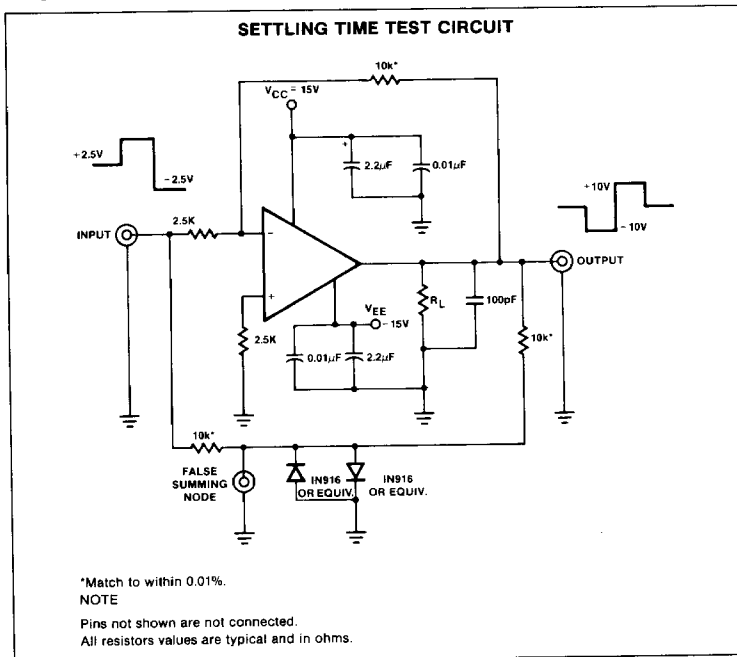 SETTLING TIME TEST CIRCUIT
10k*
VCC = 15V
+2.5V
-2.5V
+
2.2µF
0.01µF
+10V
-10V
INPUT
2.5K
-
+
OUTPUT
VEE
-15V
RL
100pF
2.5K
0.01µF
2.2µF
10k*
10k*
FALSE
SUMMING
NODE
IN916
OR EQUIV.
IN916
OR EQUIV.
*Match to within 0.01%.
NOTE
Pins not shown are not connected.
All resistors values are typical and in ohms.